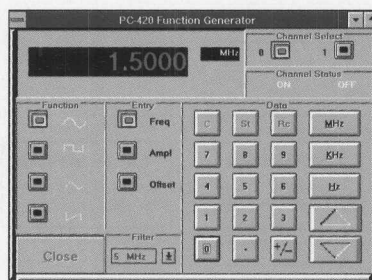 PC-420 Function Generator
1.5000 MHz
Channel Select
0 1
Channel Status
ON OFF
Function
Entry
Data
Freq
Ampl
Offset
C St Rc MHz
7 8 9 KHz
4 5 6 Hz
1 2 3
0 . +/-
Filter
5 MHz
Close